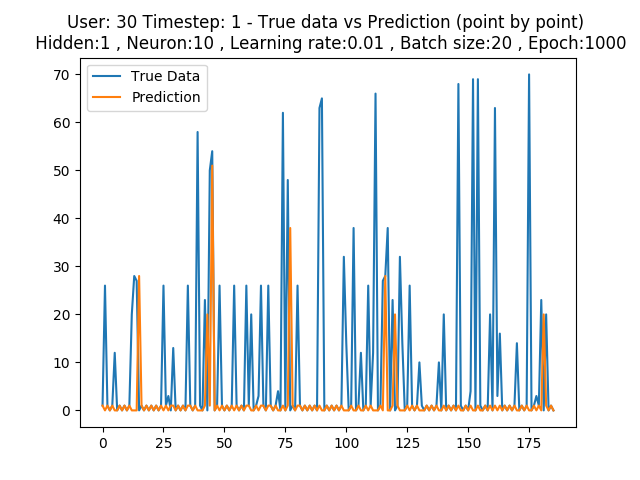 User: 30 Timestep: 1 - True data vs Prediction (point by point)
Hidden:1 , Neuron:10 , Learning rate:0.01 , Batch size:20 , Epoch:1000
True Data
Prediction
70
60
50
40
30
20
10
0
0 25 50 75 100 125 150 175